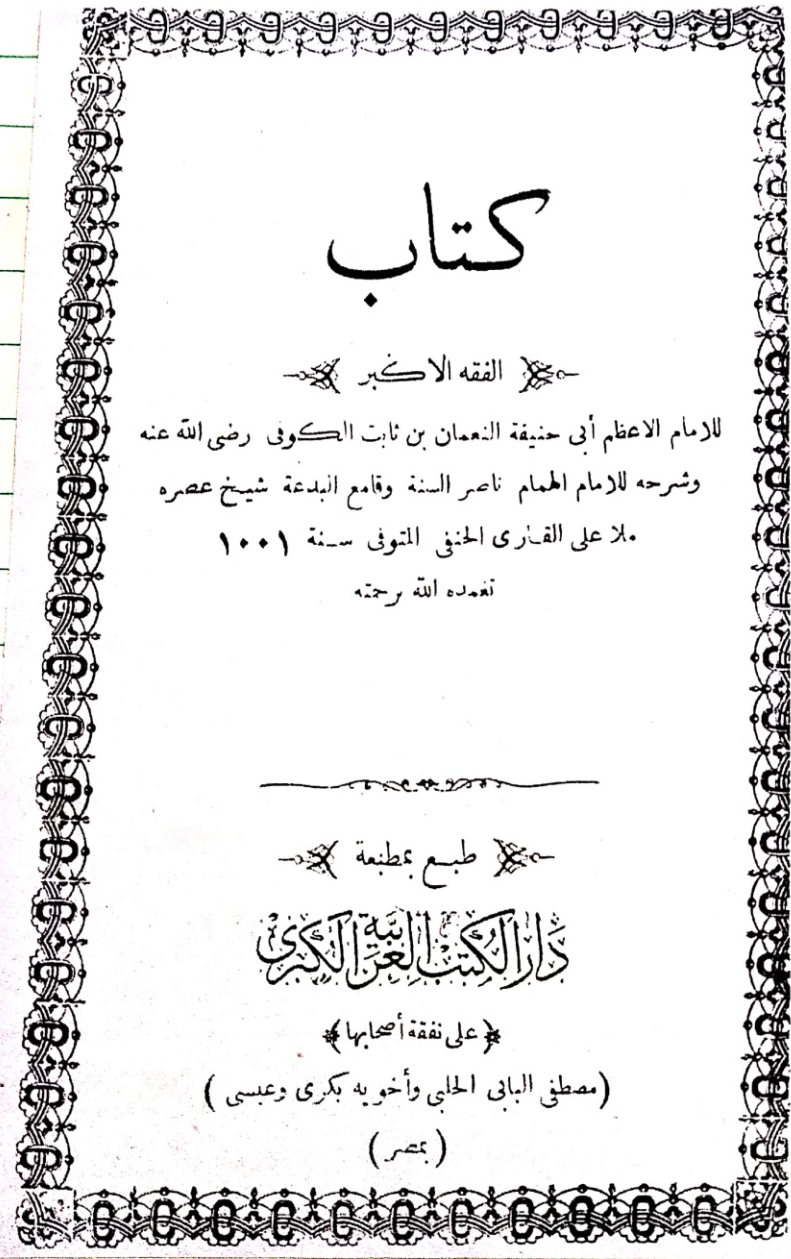 كتاب
الفقه الاكبر
للامام الاعظم أبى حنيفة النعمان بن ثابت الكوفى رضى الله عنه
وشرحه للامام الهمام ناصر السنة وقامع البدعة شيخ عصره
ملا على القارى الحنفى المتوفى سنة ١٠٠١
تغمده الله برحمته
طبع بمطبعة
دار الكتب العربية الكبرى
على نفقة أصحابها
(مصطفى البابى الحلبى وأخويه بكرى وعيسى)
(بمصر)